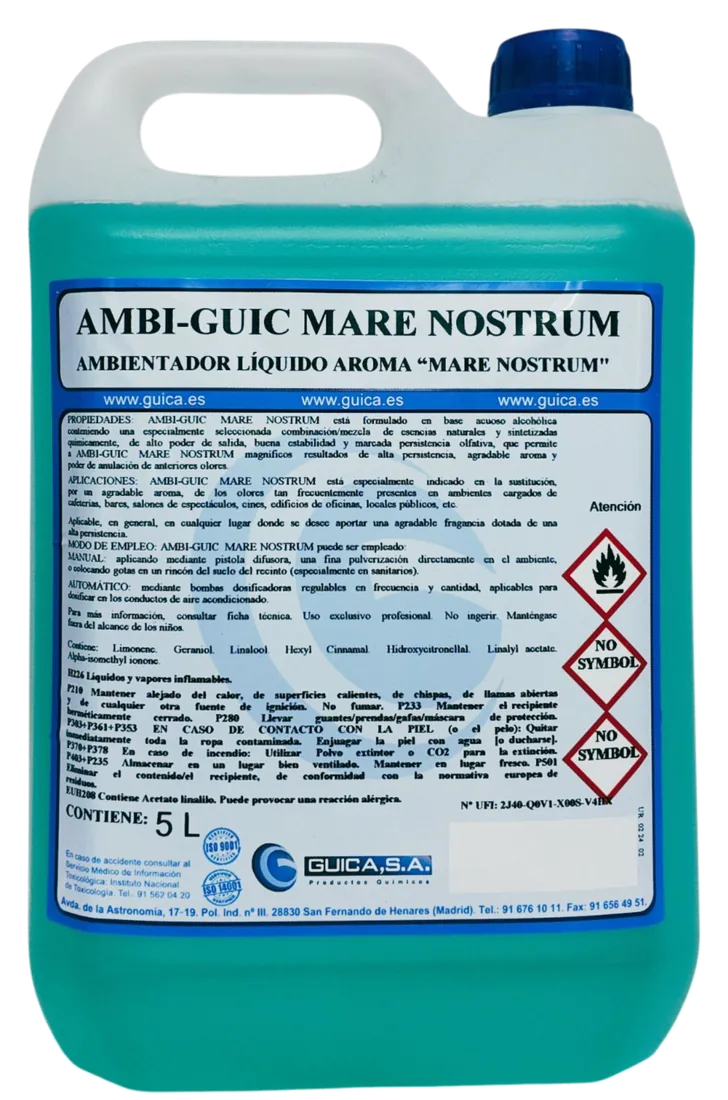 AMBI-GUIC MARE NOSTRUM
AMBIENTADOR LÍQUIDO AROMA “MARE NOSTRUM"
www.guica.es www.guica.es www.guica.es
PROPIEDADES: AMBI-GUIC MARE NOSTRUM está formulado en base acuoso alcohólica
conteniendo una especialmente seleccionada combinación/mezcla de esencias naturales y sintetizadas
químicamente, de alto poder de salida, buena estabilidad y marcada persistencia olfativa, que permite
a AMBI-GUIC MARE NOSTRUM magníficos resultados de alta persistencia, agradable aroma y
poder de anulación de anteriores olores.
APLICACIONES: AMBI-GUIC MARE NOSTRUM está especialmente indicado en la sustitución,
por un agradable aroma, de los olores tan frecuentemente presentes en ambientes cargados de
cafeterías, bares, salones de espectáculos, cines, edificios de oficinas, locales públicos, etc.
Aplicable, en general, en cualquier lugar donde se desee aportar una agradable fragancia dotada de una
alta persistencia.
MODO DE EMPLEO: AMBI-GUIC MARE NOSTRUM puede ser empleado:
MANUAL: aplicando mediante pistola difusora, una fina pulverización directamente en el ambiente,
o colocando gotas en un rincón del suelo del recinto (especialmente en sanitarios).
AUTOMÁTICO: mediante bombas dosificadoras regulables en frecuencia y cantidad, aplicables para
dosificar en los conductos de aire acondicionado.
Para más información, consultar ficha técnica. Uso exclusivo profesional. No ingerir. Manténgase
fuera del alcance de los niños.
Contiene: Limonene. Geraniol. Linalool. Hexyl Cinnamal. Hidroxycitronellal. Linalyl acetate.
Alpha-isomethyl ionone.
H226 Líquidos y vapores inflamables.
P210 Mantener alejado del calor, de superficies calientes, de chispas, de llamas abiertas
y de cualquier otra fuente de ignición. No fumar. P233 Mantener el recipiente
herméticamente cerrado. P280 Llevar guantes/prendas/gafas/máscara de protección.
P303+P361+P353 EN CASO DE CONTACTO CON LA PIEL (o el pelo): Quitar
inmediatamente toda la ropa contaminada. Enjuagar la piel con agua [o ducharse].
P370+P378 En caso de incendio: Utilizar Polvo extintor o CO2 para la extinción.
P403+P235 Almacenar en un lugar bien ventilado. Mantener en lugar fresco. P501
Eliminar el contenido/el recipiente, de conformidad con la normativa europea de
residuos.
EUH208 Contiene Acetato linalilo. Puede provocar una reacción alérgica.
Atención
NO
SYMBOL
NO
SYMBOL
Nº UFI: 2J40-Q0V1-X00S-V4HX
UR 02 24 02
CONTIENE: 5 L
CERTIFIED
ISO 9001
ISO 14001
En caso de accidente consultar al
Servicio Médico de Información
Toxicológica: Instituto Nacional
de Toxicología. Tel.. 91 562 04 20
GUICA,S.A.
Productos Químicos
Avda. de la Astronomía, 17-19. Pol. Ind. nº III. 28830 San Fernando de Henares (Madrid). Tel.: 91 676 10 11. Fax: 91 656 49 51.